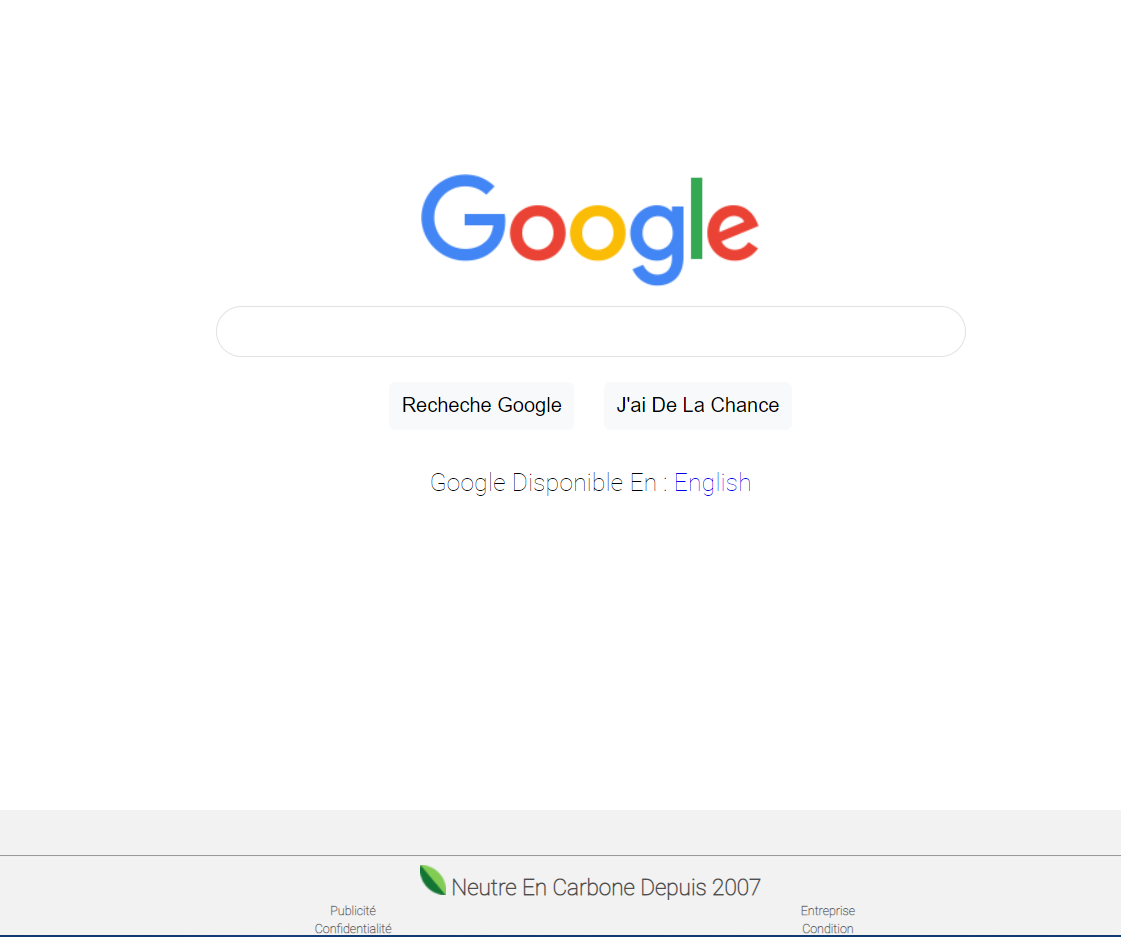 Google
Recheche Google J'ai De La Chance
Google Disponible En : English
Neutre En Carbone Depuis 2007
Publicité Entreprise
Confidentialité Condition